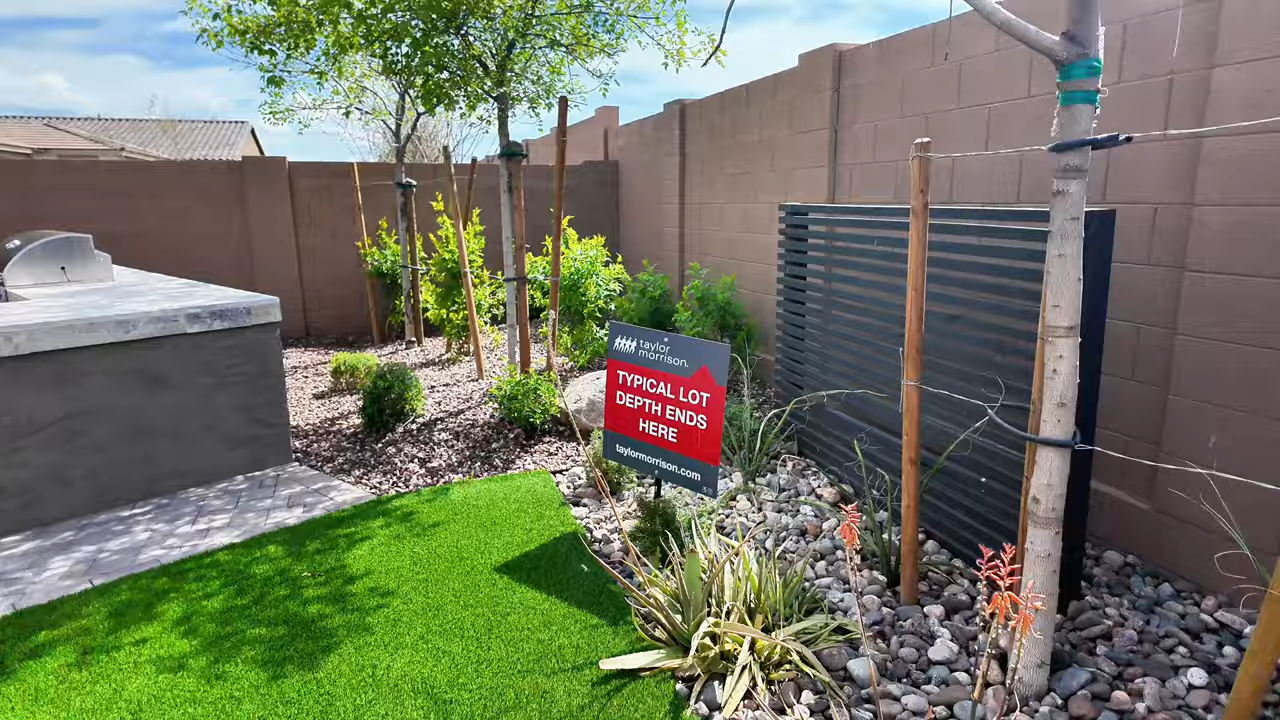 taylor
morrison.
TYPICAL LOT
DEPTH ENDS
HERE
taylormorrison.com